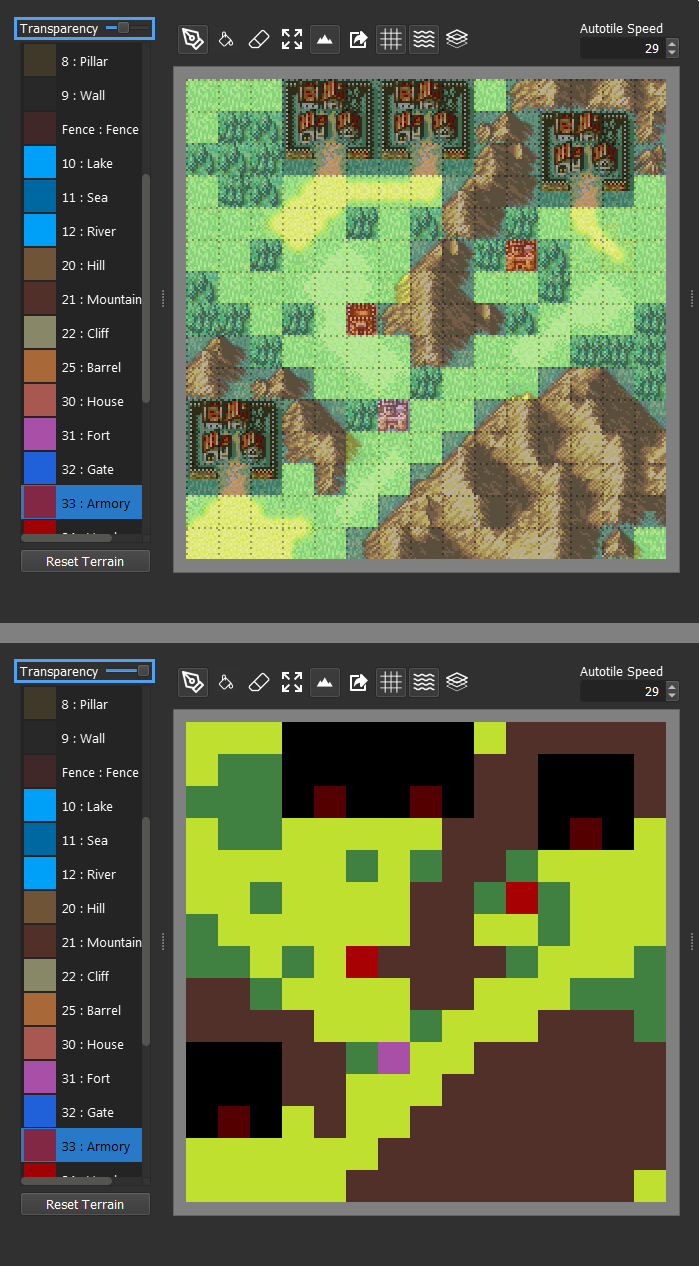 Transparency
Autotile Speed
29
8 : Pillar
9 : Wall
Fence : Fence
10 : Lake
11 : Sea
12 : River
20 : Hill
21 : Mountain
22 : Cliff
25 : Barrel
30 : House
31 : Fort
32 : Gate
33 : Armory
Reset Terrain
Transparency
Autotile Speed
29
8 : Pillar
9 : Wall
Fence : Fence
10 : Lake
11 : Sea
12 : River
20 : Hill
21 : Mountain
22 : Cliff
25 : Barrel
30 : House
31 : Fort
32 : Gate
33 : Armory
Reset Terrain